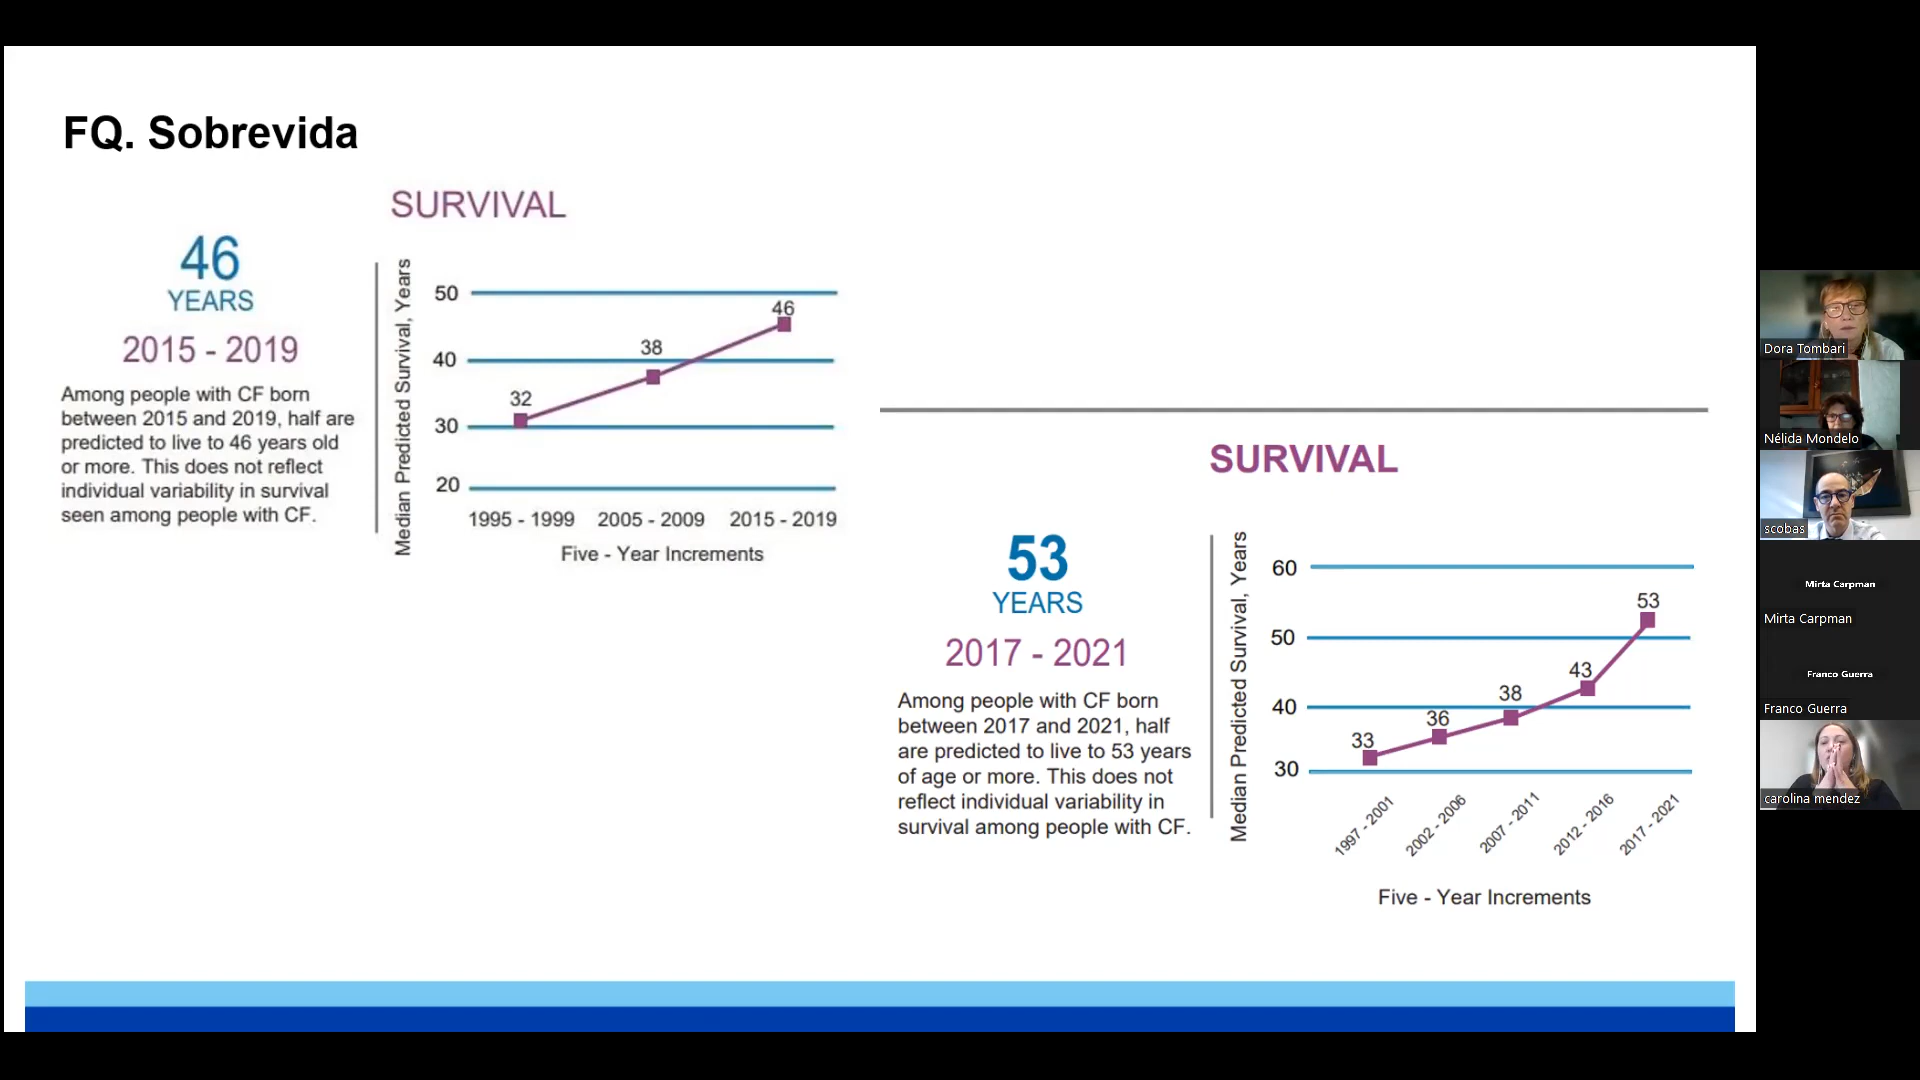 FQ. Sobrevida
SURVIVAL
46
YEARS
2015 - 2019
Among people with CF born
between 2015 and 2019, half are
predicted to live to 46 years old
or more. This does not reflect
individual variability in survival
seen among people with CF.
Median Predicted Survival, Years
50
40
30
20
32
38
46
1995 - 1999 2005 - 2009 2015 - 2019
Five - Year Increments
SURVIVAL
53
YEARS
2017 - 2021
Among people with CF born
between 2017 and 2021, half
are predicted to live to 53 years
of age or more. This does not
reflect individual variability in
survival among people with CF.
Median Predicted Survival, Years
60
50
40
30
33
36
38
43
53
1997 - 2001
2002 - 2006
2007 - 2011
2012 - 2016
2017 - 2021
Five - Year Increments
Dora Tombari
Nélida Mondelo
scobas
Mirta Carpman
Mirta Carpman
Franco Guerra
Franco Guerra
carolina mendez